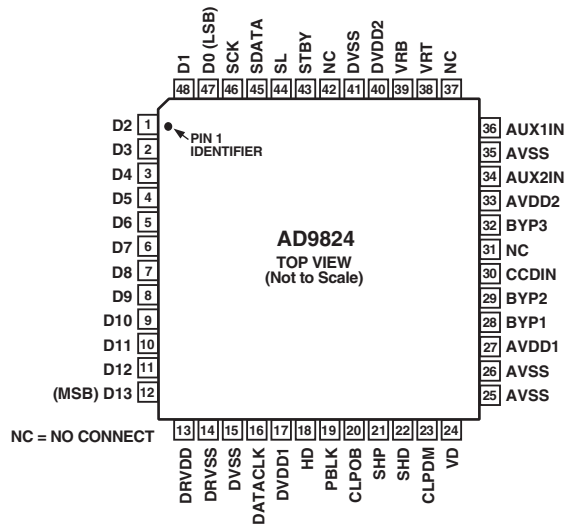 D1
D0 (LSB)
SCK
SDATA
SL
STBY
NC
DVSS
DVDD2
VRB
VRT
NC
48 47 46 45 44 43 42 41 40 39 38 37
D2 1
D3 2
D4 3
D5 4
D6 5
D7 6
D8 7
D9 8
D10 9
D11 10
D12 11
(MSB) D13 12
PIN 1
IDENTIFIER
AD9824
TOP VIEW
(Not to Scale)
36 AUX1IN
35 AVSS
34 AUX2IN
33 AVDD2
32 BYP3
31 NC
30 CCDIN
29 BYP2
28 BYP1
27 AVDD1
26 AVSS
25 AVSS
NC = NO CONNECT
13 14 15 16 17 18 19 20 21 22 23 24
DRVDD
DRVSS
DVSS
DATACLK
DVDD1
HD
PBLK
CLPOB
SHP
SHD
CLPDM
VD